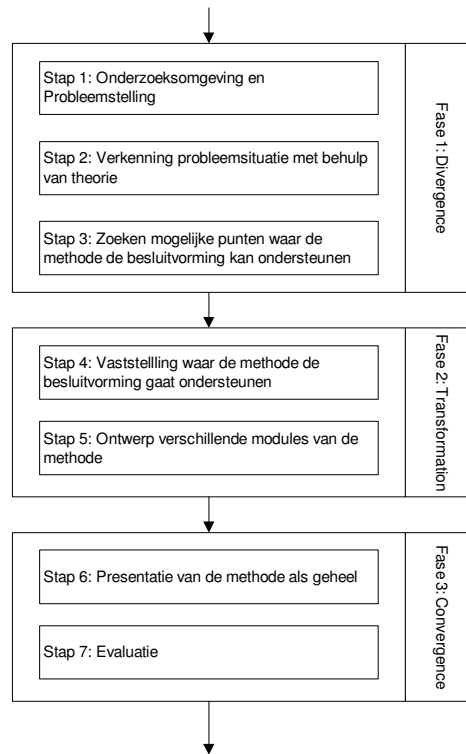 Stap 1: Onderzoeksomgeving en
Probleemstelling
Stap 2: Verkenning probleemsituatie met behulp
van theorie
Stap 3: Zoeken mogelijke punten waar de
methode de besluitvorming kan ondersteunen
Fase 1: Divergence
Stap 4: Vaststellling waar de methode de
besluitvorming gaat ondersteunen
Stap 5: Ontwerp verschillende modules van de
methode
Fase 2: Transformation
Stap 6: Presentatie van de methode als geheel
Stap 7: Evaluatie
Fase 3: Convergence